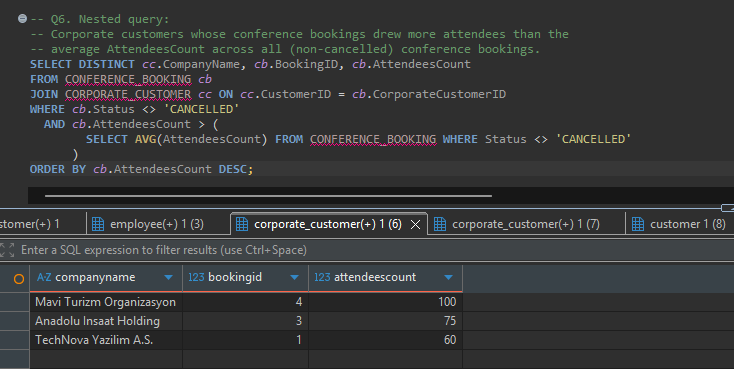 -- Q6. Nested query:
-- Corporate customers whose conference bookings drew more attendees than the
-- average AttendeesCount across all (non-cancelled) conference bookings.
SELECT DISTINCT cc.CompanyName, cb.BookingID, cb.AttendeesCount
FROM CONFERENCE_BOOKING cb
JOIN CORPORATE_CUSTOMER cc ON cc.CustomerID = cb.CorporateCustomerID
WHERE cb.Status <> 'CANCELLED'
AND cb.AttendeesCount > (
SELECT AVG(AttendeesCount) FROM CONFERENCE_BOOKING WHERE Status <> 'CANCELLED'
)
ORDER BY cb.AttendeesCount DESC;
stomer(+) 1 employee(+) 1 (3) corporate_customer(+) 1 (6) corporate_customer(+) 1 (7) customer 1 (8)
Enter a SQL expression to filter results (use Ctrl+Space)
A-Z companyname 123 bookingid 123 attendeescount
Mavi Turizm Organizasyon 4 100
Anadolu Insaat Holding 3 75
TechNova Yazilim A.S. 1 60